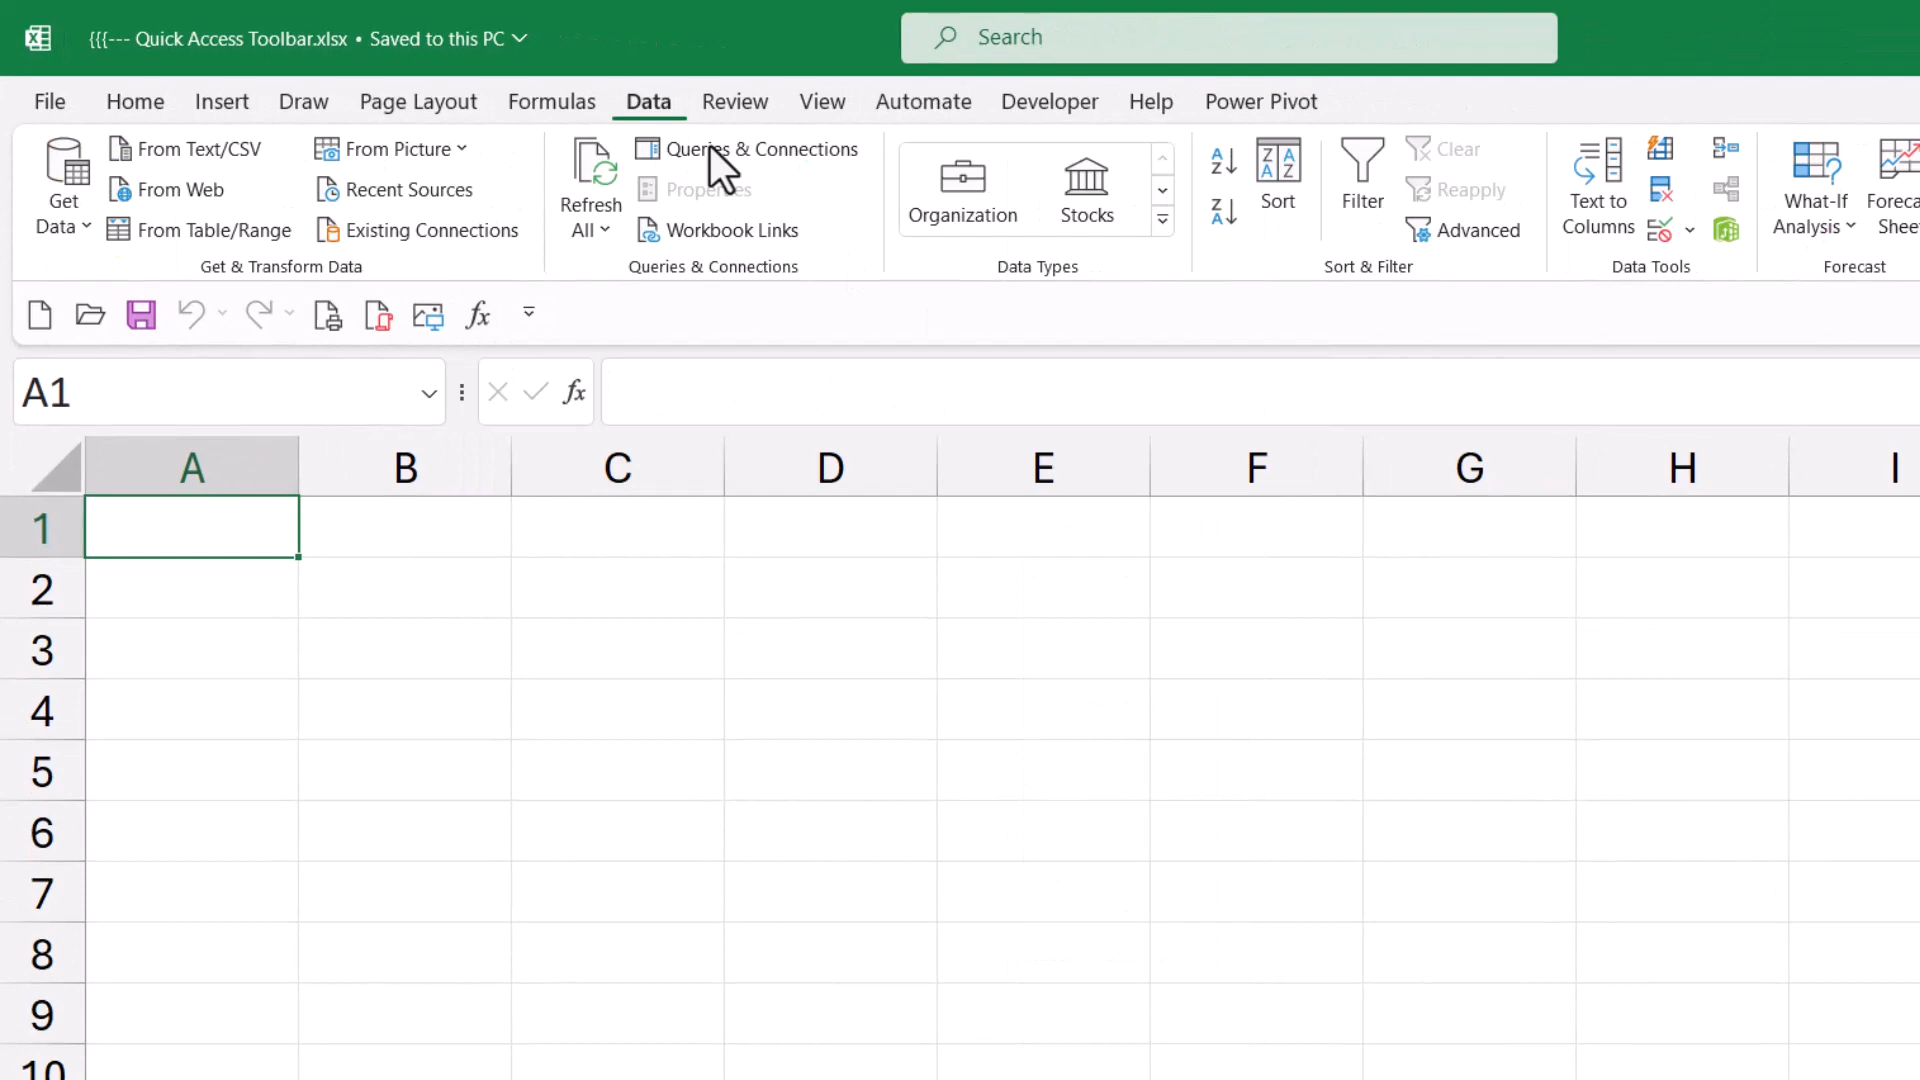 {{{--- Quick Access Toolbar.xlsx • Saved to this PC
Search
File Home Insert Draw Page Layout Formulas Data Review View Automate Developer Help Power Pivot
Get Data
From Text/CSV
From Web
From Table/Range
From Picture
Recent Sources
Existing Connections
Get & Transform Data
Refresh All
Queries & Connections
Properties
Workbook Links
Queries & Connections
Organization
Stocks
Data Types
Sort
Filter
Clear
Reapply
Advanced
Sort & Filter
Text to Columns
Data Tools
What-If Analysis
Forecast
A1
fx
A B C D E F G H I
1
2
3
4
5
6
7
8
9
10